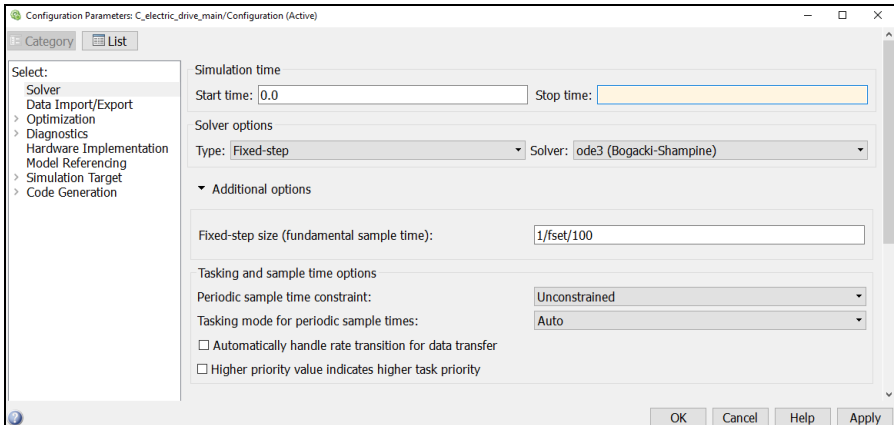 Configuration Parameters: C_electric_drive_main/Configuration (Active)
Category List
Select:
Solver
Data Import/Export
Optimization
Diagnostics
Hardware Implementation
Model Referencing
Simulation Target
Code Generation
Simulation time
Start time: 0.0 Stop time:
Solver options
Type: Fixed-step Solver: ode3 (Bogacki-Shampine)
Additional options
Fixed-step size (fundamental sample time): 1/fset/100
Tasking and sample time options
Periodic sample time constraint: Unconstrained
Tasking mode for periodic sample times: Auto
Automatically handle rate transition for data transfer
Higher priority value indicates higher task priority
OK Cancel Help Apply